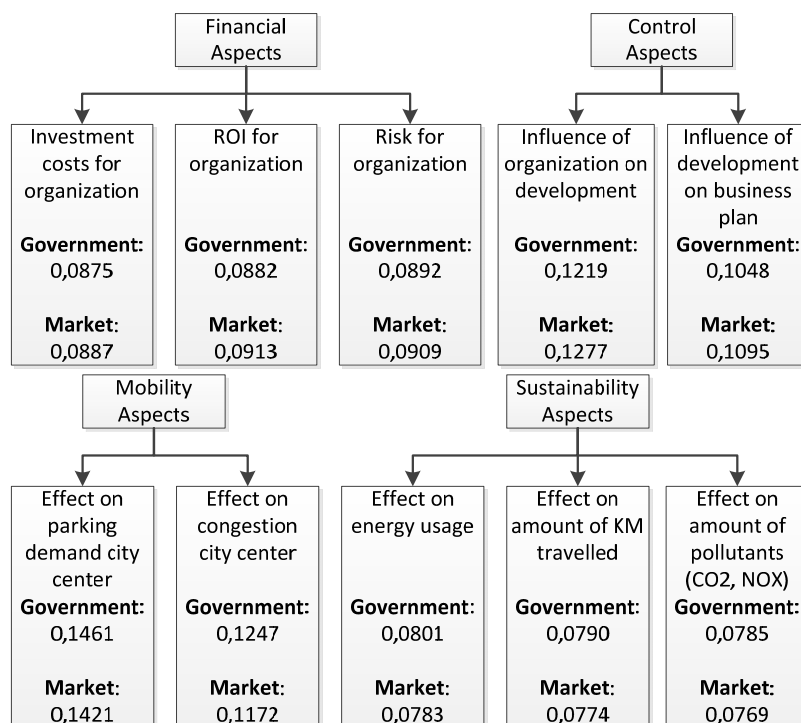 Financial
Aspects
Control
Aspects
Investment
costs for
organization
Government:
0,0875
Market:
0,0887
ROI for
organization
Government:
0,0882
Market:
0,0913
Risk for
organization
Government:
0,0892
Market:
0,0909
Influence of
organization on
development
Government:
0,1219
Market:
0,1277
Influence of
development
on business
plan
Government:
0,1048
Market:
0,1095
Mobility
Aspects
Sustainability
Aspects
Effect on
parking
demand city
center
Government:
0,1461
Market:
0,1421
Effect on
congestion
city center
Government:
0,1247
Market:
0,1172
Effect on
energy usage
Government:
0,0801
Market:
0,0783
Effect on
amount of KM
travelled
Government:
0,0790
Market:
0,0774
Effect on
amount of
pollutants
(CO2, NOX)
Government:
0,0785
Market:
0,0769